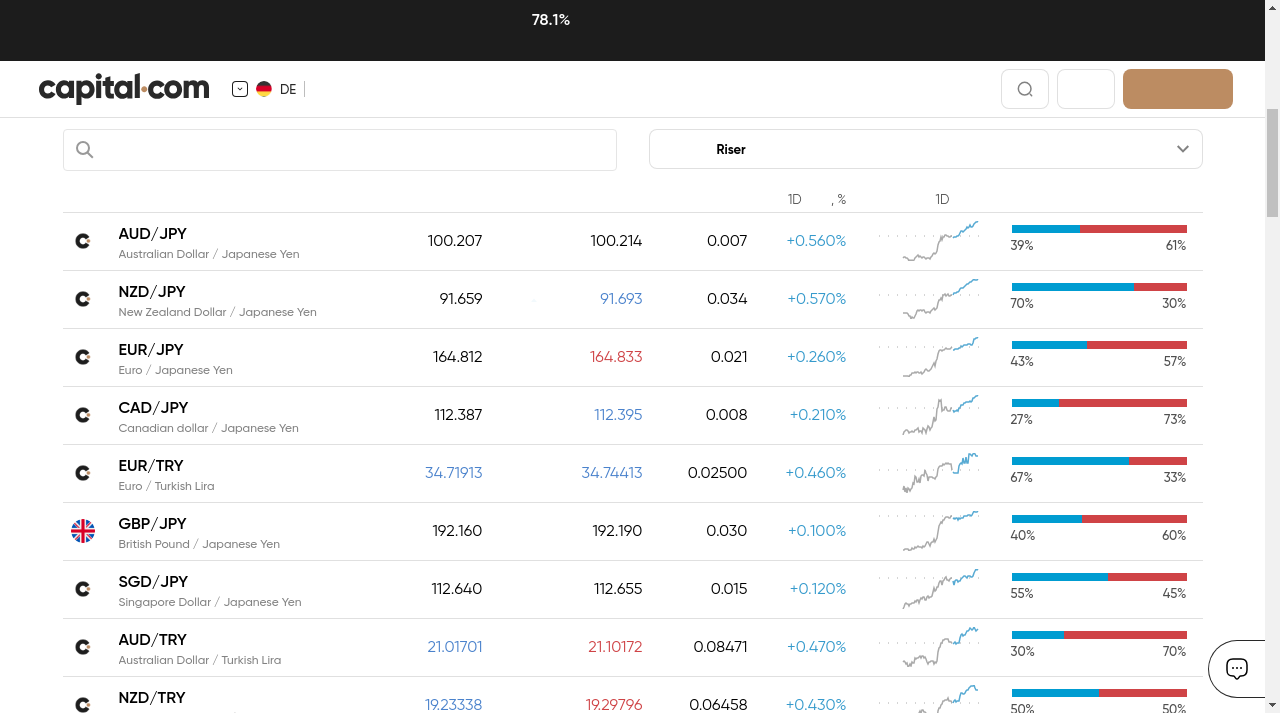 78.1%
capital.com
DE
Riser
1D , % 1D
AUD/JPY 100.207 100.214 0.007 +0.560%
Australian Dollar / Japanese Yen 39% 61%
NZD/JPY 91.659 91.693 0.034 +0.570%
New Zealand Dollar / Japanese Yen 70% 30%
EUR/JPY 164.812 164.833 0.021 +0.260%
Euro / Japanese Yen 43% 57%
CAD/JPY 112.387 112.395 0.008 +0.210%
Canadian dollar / Japanese Yen 27% 73%
EUR/TRY 34.71913 34.74413 0.02500 +0.460%
Euro / Turkish Lira 67% 33%
GBP/JPY 192.160 192.190 0.030 +0.100%
British Pound / Japanese Yen 40% 60%
SGD/JPY 112.640 112.655 0.015 +0.120%
Singapore Dollar / Japanese Yen 55% 45%
AUD/TRY 21.01701 21.10172 0.08471 +0.470%
Australian Dollar / Turkish Lira 30% 70%
NZD/TRY 19.23338 19.29796 0.06458 +0.430%
50% 50%